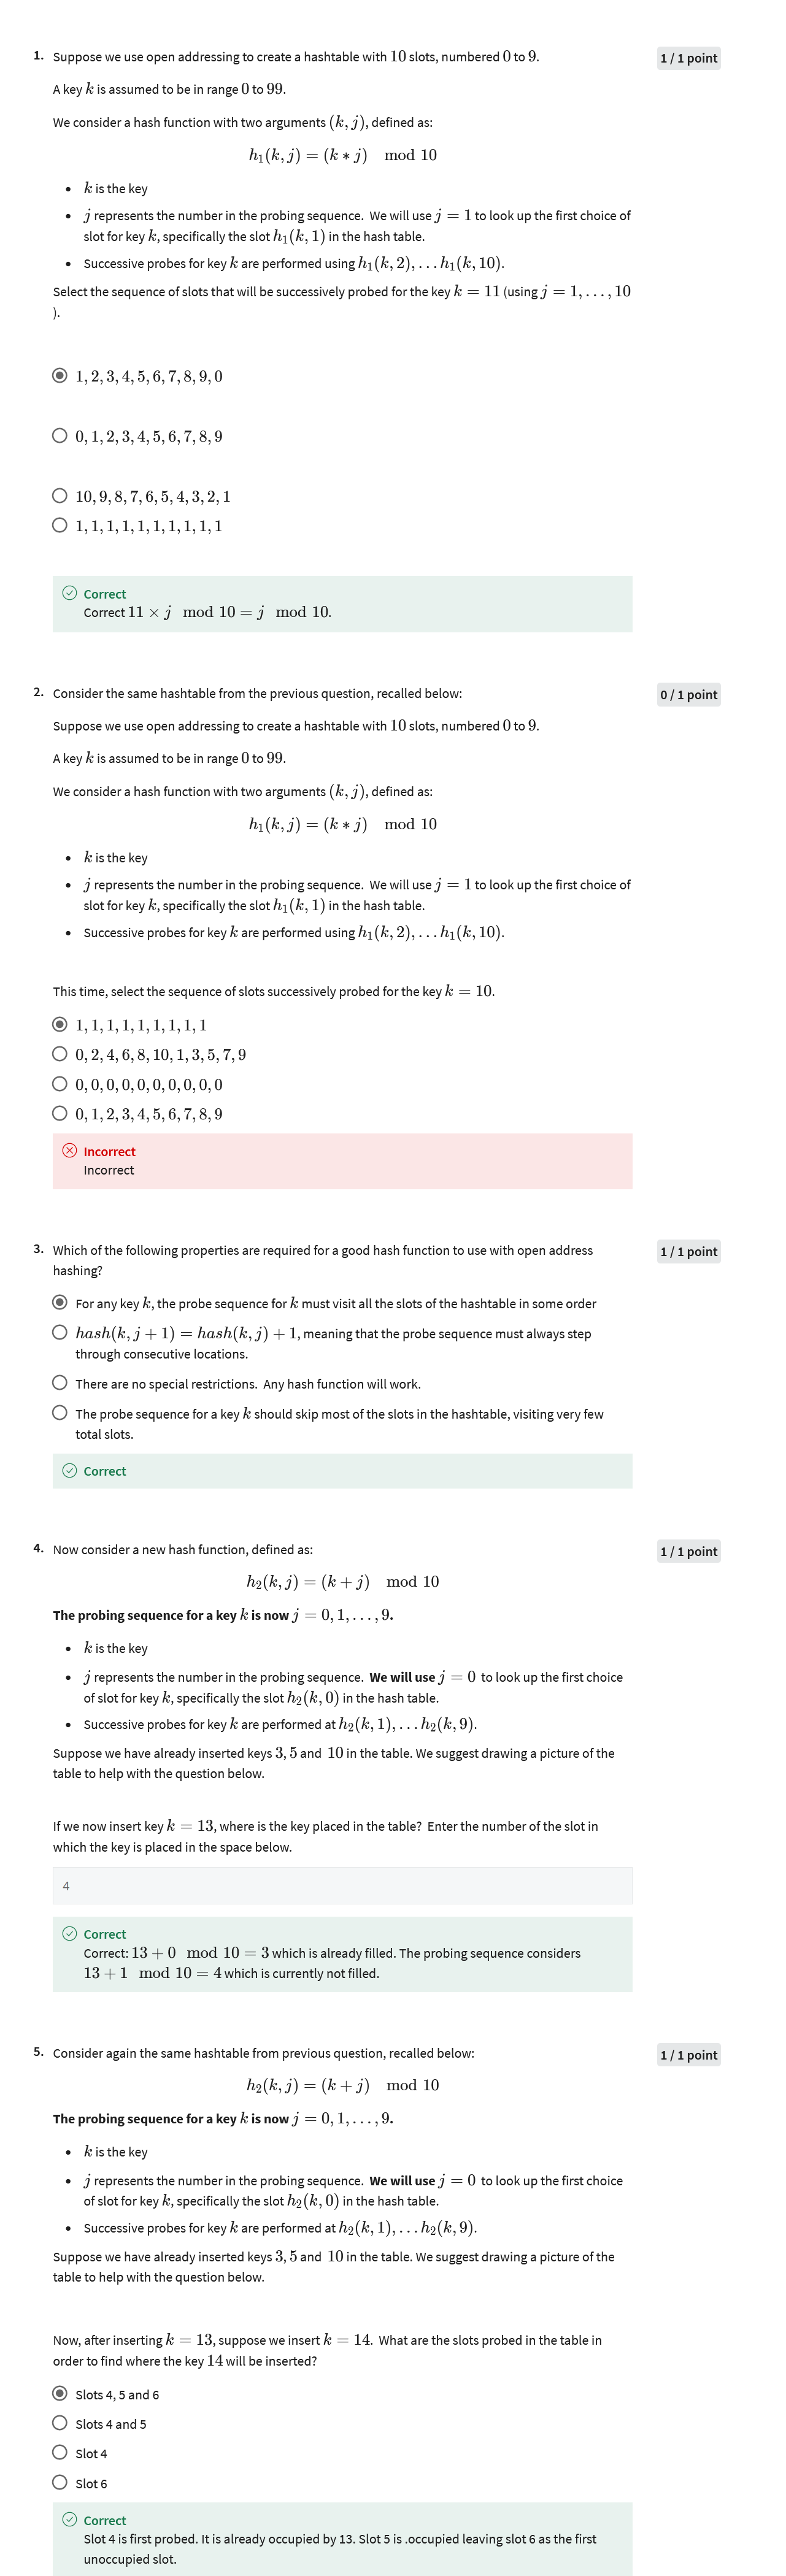 1. Suppose we use open addressing to create a hashtable with 10 slots, numbered 0 to 9.
1 / 1 point
A key k is assumed to be in range 0 to 99.
We consider a hash function with two arguments (k, j), defined as:
h₁(k, j) = (k ∗ j) mod 10
• k is the key
• j represents the number in the probing sequence. We will use j = 1 to look up the first choice of
slot for key k, specifically the slot h₁(k, 1) in the hash table.
• Successive probes for key k are performed using h₁(k, 2), . . . h₁(k, 10).
Select the sequence of slots that will be successively probed for the key k = 11 (using j = 1, . . . , 10
).
1, 2, 3, 4, 5, 6, 7, 8, 9, 0
0, 1, 2, 3, 4, 5, 6, 7, 8, 9
10, 9, 8, 7, 6, 5, 4, 3, 2, 1
1, 1, 1, 1, 1, 1, 1, 1, 1, 1
Correct
Correct 11 × j mod 10 = j mod 10.
2. Consider the same hashtable from the previous question, recalled below:
0 / 1 point
Suppose we use open addressing to create a hashtable with 10 slots, numbered 0 to 9.
A key k is assumed to be in range 0 to 99.
We consider a hash function with two arguments (k, j), defined as:
h₁(k, j) = (k ∗ j) mod 10
• k is the key
• j represents the number in the probing sequence. We will use j = 1 to look up the first choice of
slot for key k, specifically the slot h₁(k, 1) in the hash table.
• Successive probes for key k are performed using h₁(k, 2), . . . h₁(k, 10).
This time, select the sequence of slots successively probed for the key k = 10.
1, 1, 1, 1, 1, 1, 1, 1, 1
0, 2, 4, 6, 8, 10, 1, 3, 5, 7, 9
0, 0, 0, 0, 0, 0, 0, 0, 0, 0
0, 1, 2, 3, 4, 5, 6, 7, 8, 9
Incorrect
Incorrect
3. Which of the following properties are required for a good hash function to use with open address
hashing?
1 / 1 point
For any key k, the probe sequence for k must visit all the slots of the hashtable in some order
hash(k, j + 1) = hash(k, j) + 1, meaning that the probe sequence must always step
through consecutive locations.
There are no special restrictions. Any hash function will work.
The probe sequence for a key k should skip most of the slots in the hashtable, visiting very few
total slots.
Correct
4. Now consider a new hash function, defined as:
1 / 1 point
h₂(k, j) = (k + j) mod 10
The probing sequence for a key k is now j = 0, 1, . . . , 9.
• k is the key
• j represents the number in the probing sequence. We will use j = 0 to look up the first choice
of slot for key k, specifically the slot h₂(k, 0) in the hash table.
• Successive probes for key k are performed at h₂(k, 1), . . . h₂(k, 9).
Suppose we have already inserted keys 3, 5 and 10 in the table. We suggest drawing a picture of the
table to help with the question below.
If we now insert key k = 13, where is the key placed in the table? Enter the number of the slot in
which the key is placed in the space below.
4
Correct
Correct: 13 + 0 mod 10 = 3 which is already filled. The probing sequence considers
13 + 1 mod 10 = 4 which is currently not filled.
5. Consider again the same hashtable from previous question, recalled below:
1 / 1 point
h₂(k, j) = (k + j) mod 10
The probing sequence for a key k is now j = 0, 1, . . . , 9.
• k is the key
• j represents the number in the probing sequence. We will use j = 0 to look up the first choice
of slot for key k, specifically the slot h₂(k, 0) in the hash table.
• Successive probes for key k are performed at h₂(k, 1), . . . h₂(k, 9).
Suppose we have already inserted keys 3, 5 and 10 in the table. We suggest drawing a picture of the
table to help with the question below.
Now, after inserting k = 13, suppose we insert k = 14. What are the slots probed in the table in
order to find where the key 14 will be inserted?
Slots 4, 5 and 6
Slots 4 and 5
Slot 4
Slot 6
Correct
Slot 4 is first probed. It is already occupied by 13. Slot 5 is .occupied leaving slot 6 as the first
unoccupied slot.